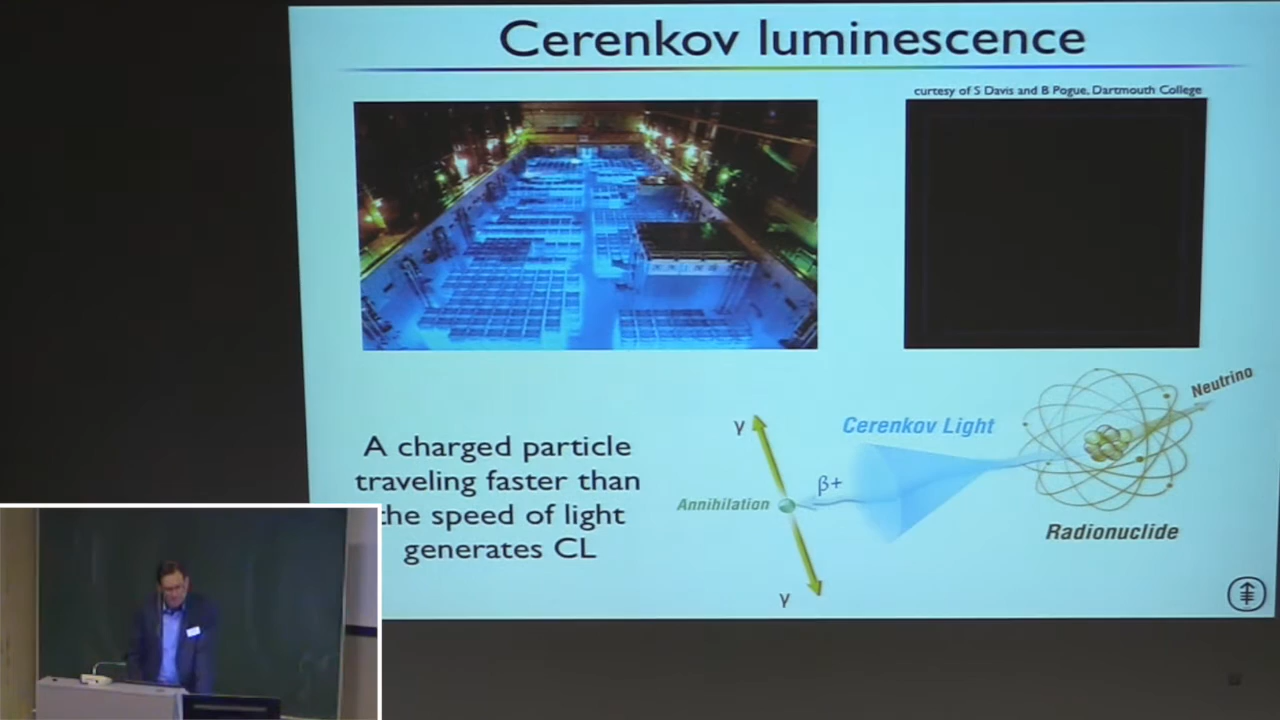 Cerenkov luminescence
curtesy of S Davis and B Pogue, Dartmouth College
A charged particle
traveling faster than
the speed of light
generates CL
γ
Annihilation
β+
γ
Cerenkov Light
Neutrino
Radionuclide